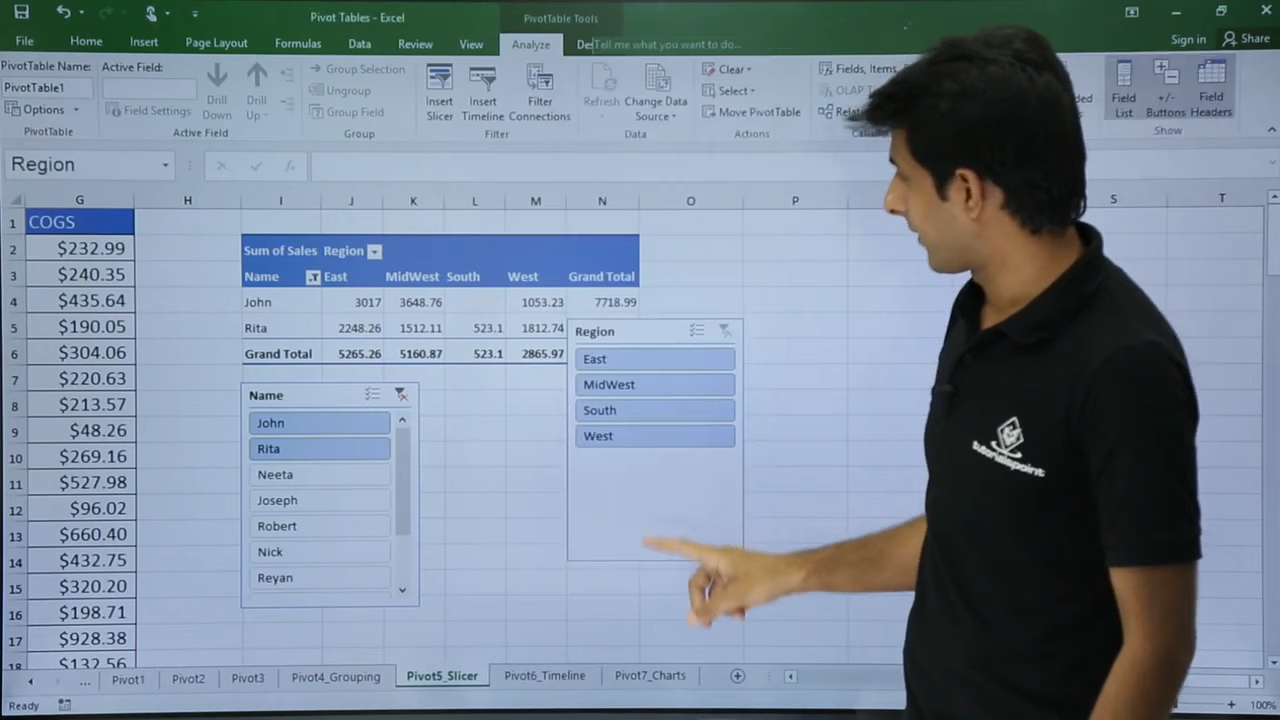 Pivot Tables - Excel
PivotTable Tools
File Home Insert Page Layout Formulas Data Review View Analyze Tell me what you want to do...
Sign in Share
PivotTable Name:
PivotTable1
Options
PivotTable
Active Field:
Field Settings
Drill Down
Drill Up
Active Field
Group Selection
Ungroup
Group Field
Group
Insert Slicer
Insert Timeline
Filter Connections
Filter
Refresh
Change Data Source
Data
Clear
Select
Move PivotTable
Actions
Fields, Items,
OLAP
Field List
+/- Buttons
Field Headers
Show
Region
fx
G H I J K L M N O P S T
1 COGS
2 $232.99 Sum of Sales Region
3 $240.35 Name East MidWest South West Grand Total
4 $435.64 John 3017 3648.76 1053.23 7718.99
5 $190.05 Rita 2248.26 1512.11 523.1 1812.74
6 $304.06 Grand Total 5265.26 5160.87 523.1 2865.97
7 $220.63
8 $213.57
9 $48.26
10 $269.16
11 $527.98
12 $96.02
13 $660.40
14 $432.75
15 $320.20
16 $198.71
17 $928.38
18 $132.56
Region
East
MidWest
South
West
Name
John
Rita
Neeta
Joseph
Robert
Nick
Reyan
tutorialspoint
... Pivot1 Pivot2 Pivot3 Pivot4_Grouping Pivot5_Slicer Pivot6_Timeline Pivot7_Charts
Ready
100%